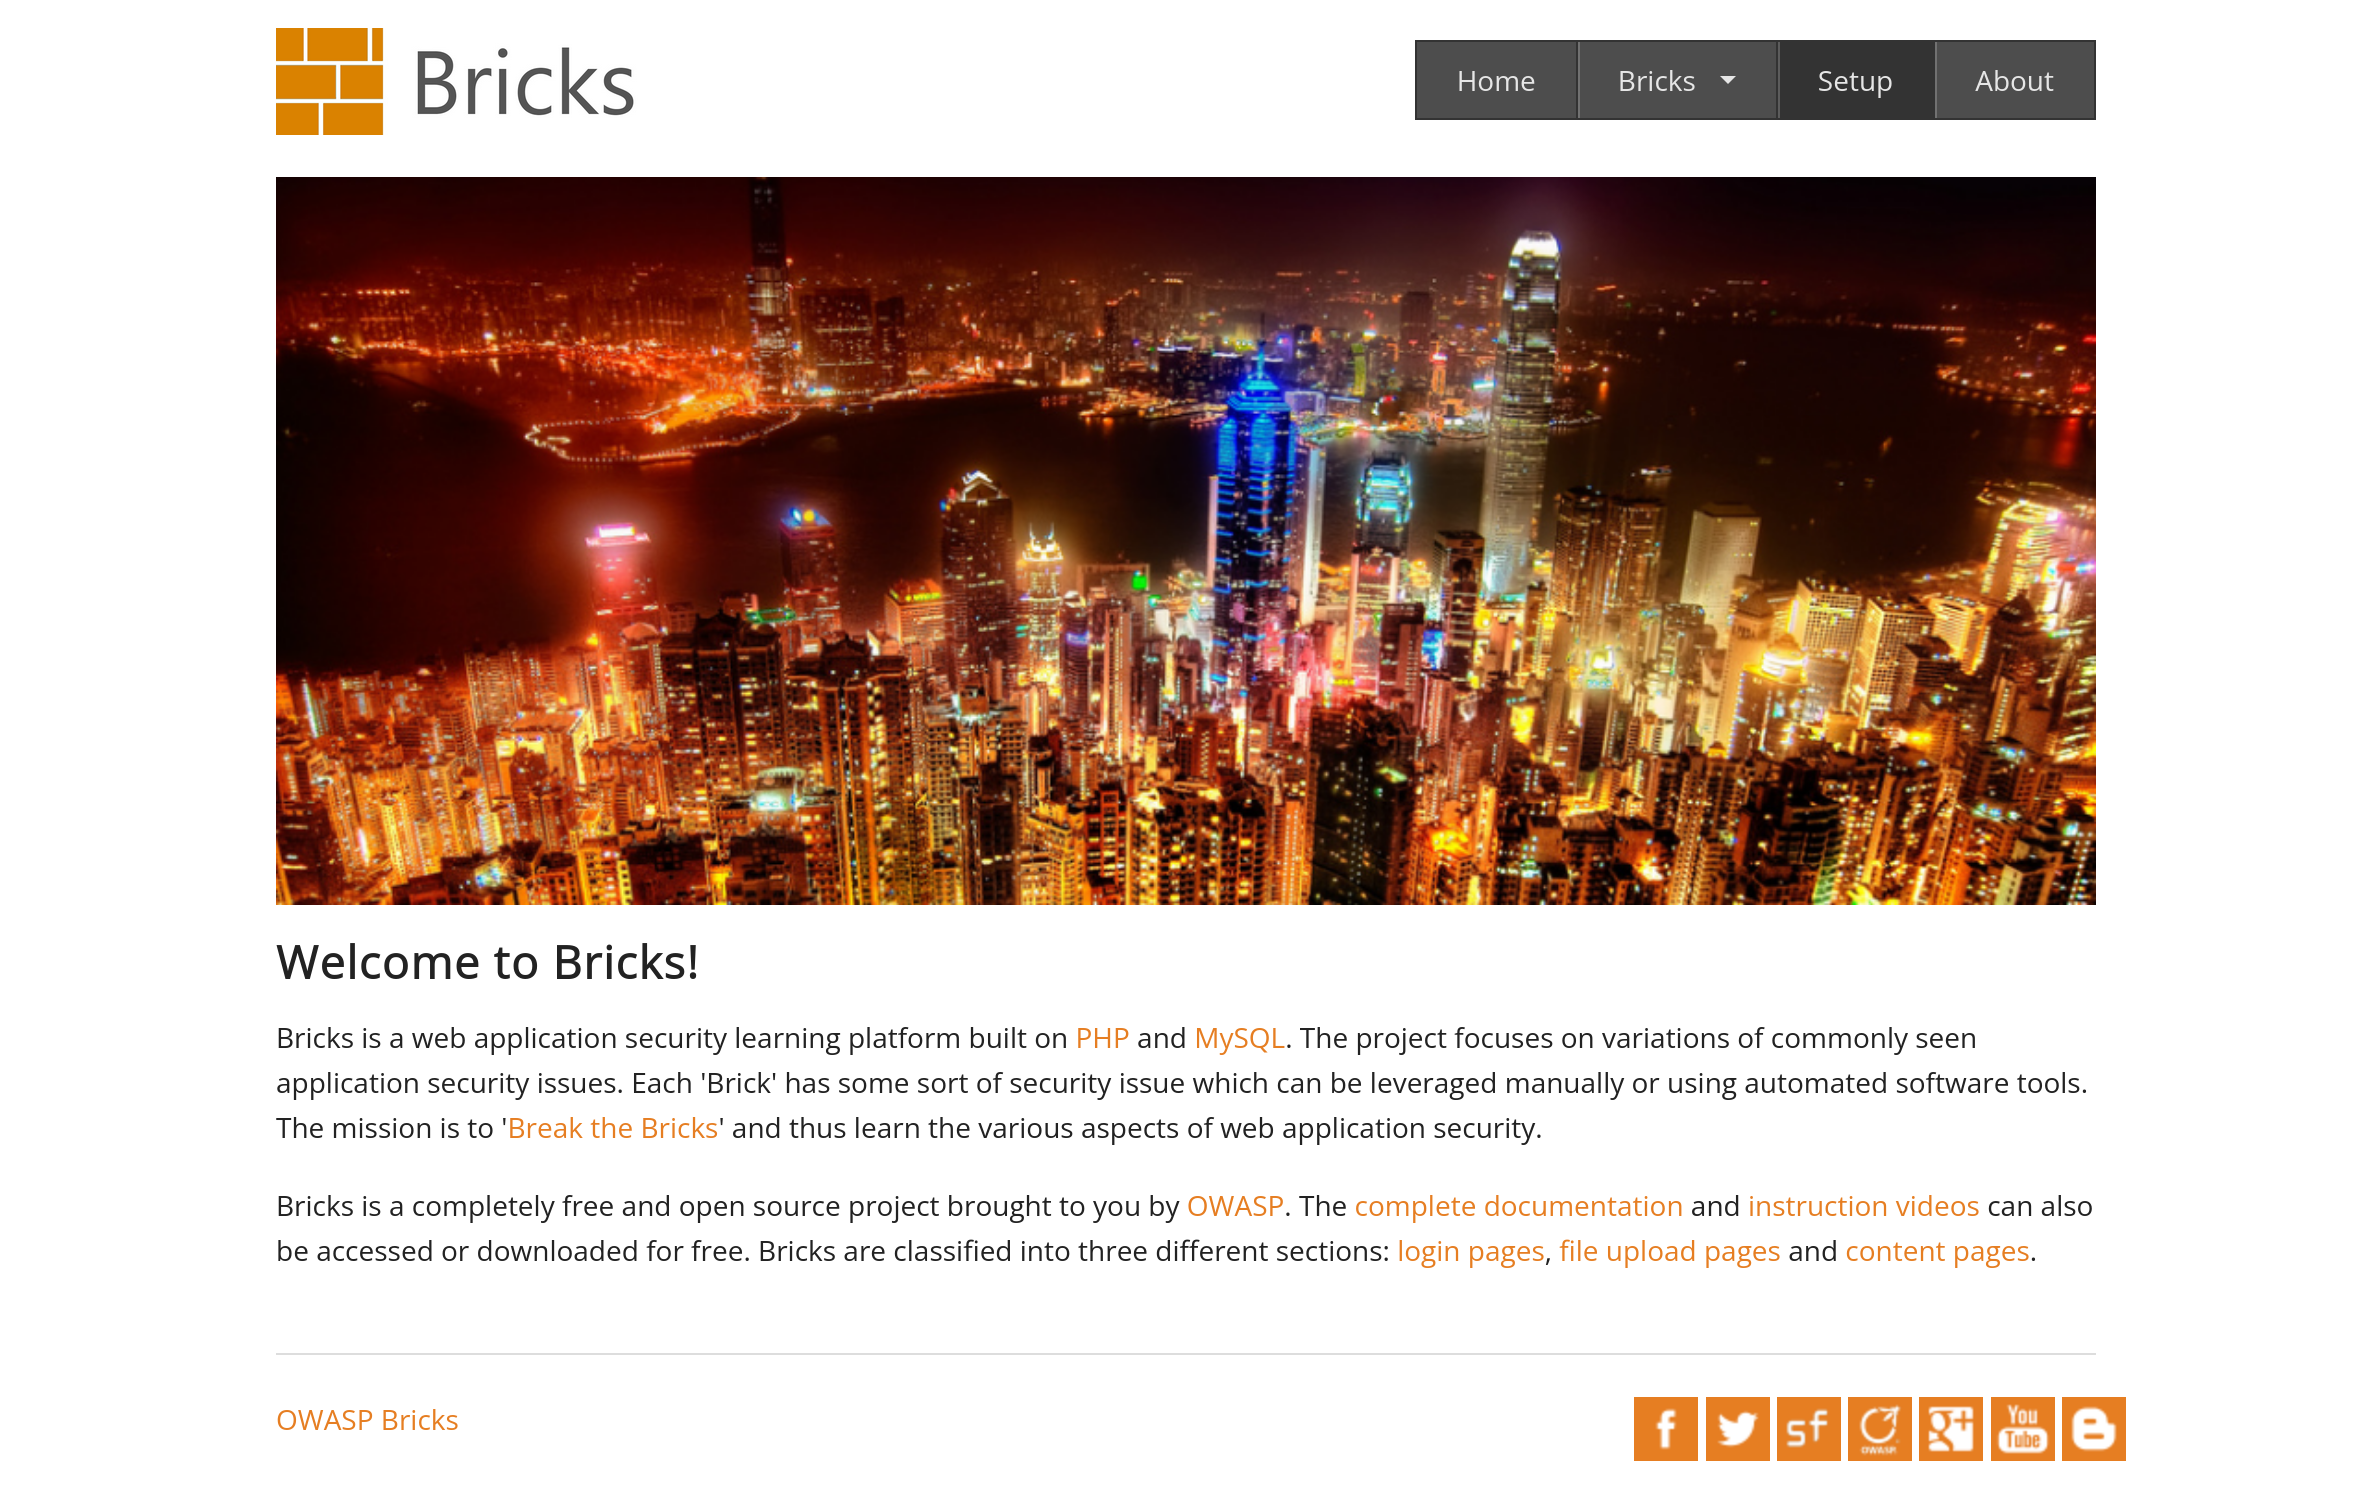 Bricks
Home
Bricks
Setup
About
Welcome to Bricks!
Bricks is a web application security learning platform built on PHP and MySQL. The project focuses on variations of commonly seen
application security issues. Each 'Brick' has some sort of security issue which can be leveraged manually or using automated software tools.
The mission is to 'Break the Bricks' and thus learn the various aspects of web application security.
Bricks is a completely free and open source project brought to you by OWASP. The complete documentation and instruction videos can also
be accessed or downloaded for free. Bricks are classified into three different sections: login pages, file upload pages and content pages.
OWASP Bricks
f
sf
OWASP
g+
You
Tube
B